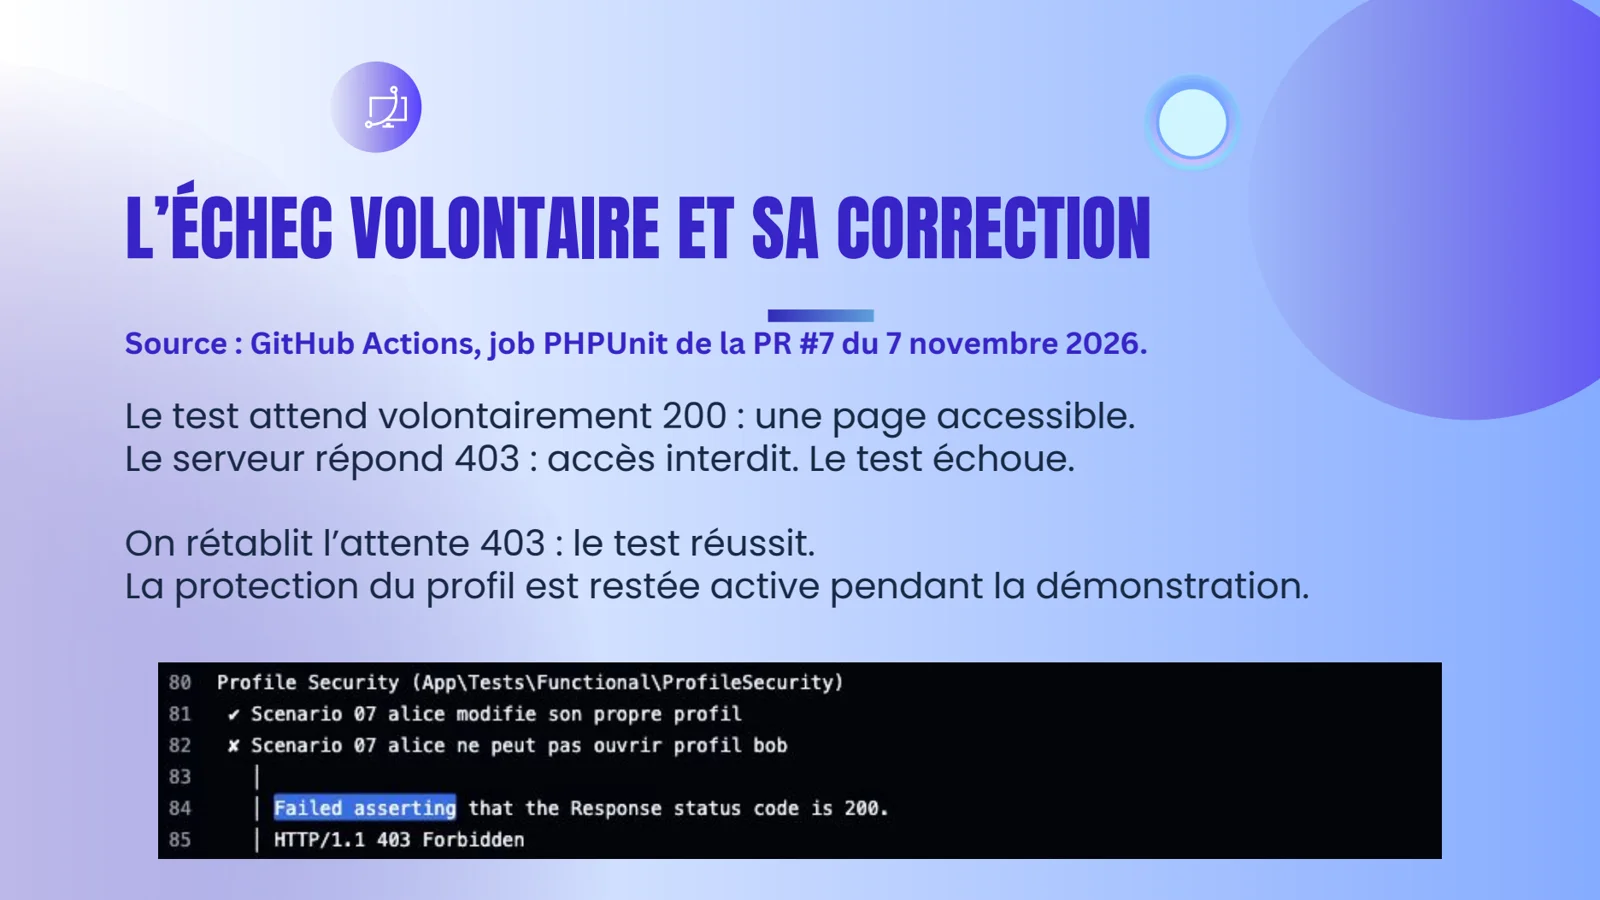 L’ÉCHEC VOLONTAIRE ET SA CORRECTION
Source : GitHub Actions, job PHPUnit de la PR #7 du 7 novembre 2026.
Le test attend volontairement 200 : une page accessible.
Le serveur répond 403 : accès interdit. Le test échoue.
On rétablit l’attente 403 : le test réussit.
La protection du profil est restée active pendant la démonstration.
80 Profile Security (App\Tests\Functional\ProfileSecurity)
81 ✔ Scenario 07 alice modifie son propre profil
82 ✘ Scenario 07 alice ne peut pas ouvrir profil bob
83 │
84 │ Failed asserting that the Response status code is 200.
85 │ HTTP/1.1 403 Forbidden